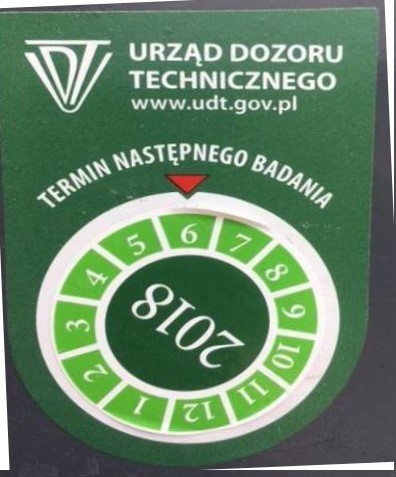 UDT
URZĄD DOZORU
TECHNICZNEGO
www.udt.gov.pl
TERMIN NASTĘPNEGO BADANIA
1 2 3 4 5 6 7 8 9 10 11 12
2018